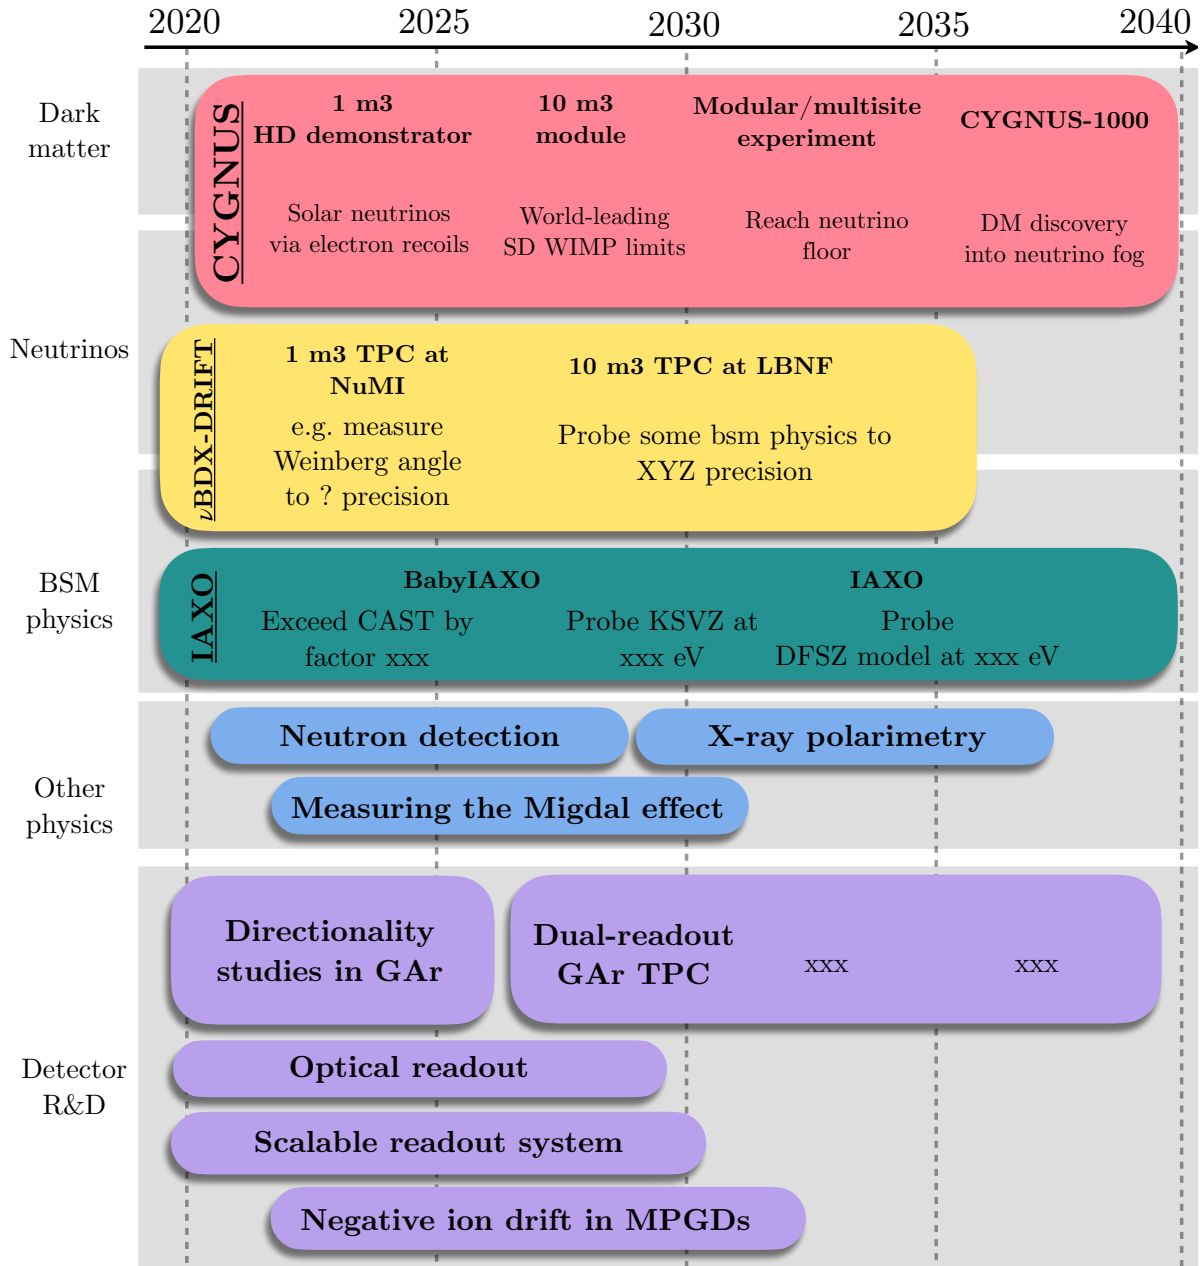 2020 2025 2030 2035 2040
Dark
matter
CYGNUS
1 m3
HD demonstrator
10 m3
module
Modular/multisite
experiment
CYGNUS-1000
Solar neutrinos
via electron recoils
World-leading
SD WIMP limits
Reach neutrino
floor
DM discovery
into neutrino fog
Neutrinos
νBDX-DRIFT
1 m3 TPC at
NuMI
e.g. measure
Weinberg angle
to ? precision
10 m3 TPC at LBNF
Probe some bsm physics to
XYZ precision
BSM
physics
IAXO
BabyIAXO
Exceed CAST by
factor xxx
Probe KSVZ at
xxx eV
IAXO
Probe
DFSZ model at xxx eV
Other
physics
Neutron detection
X-ray polarimetry
Measuring the Migdal effect
Detector
R&D
Directionality
studies in GAr
Dual-readout
GAr TPC
xxx
xxx
Optical readout
Scalable readout system
Negative ion drift in MPGDs